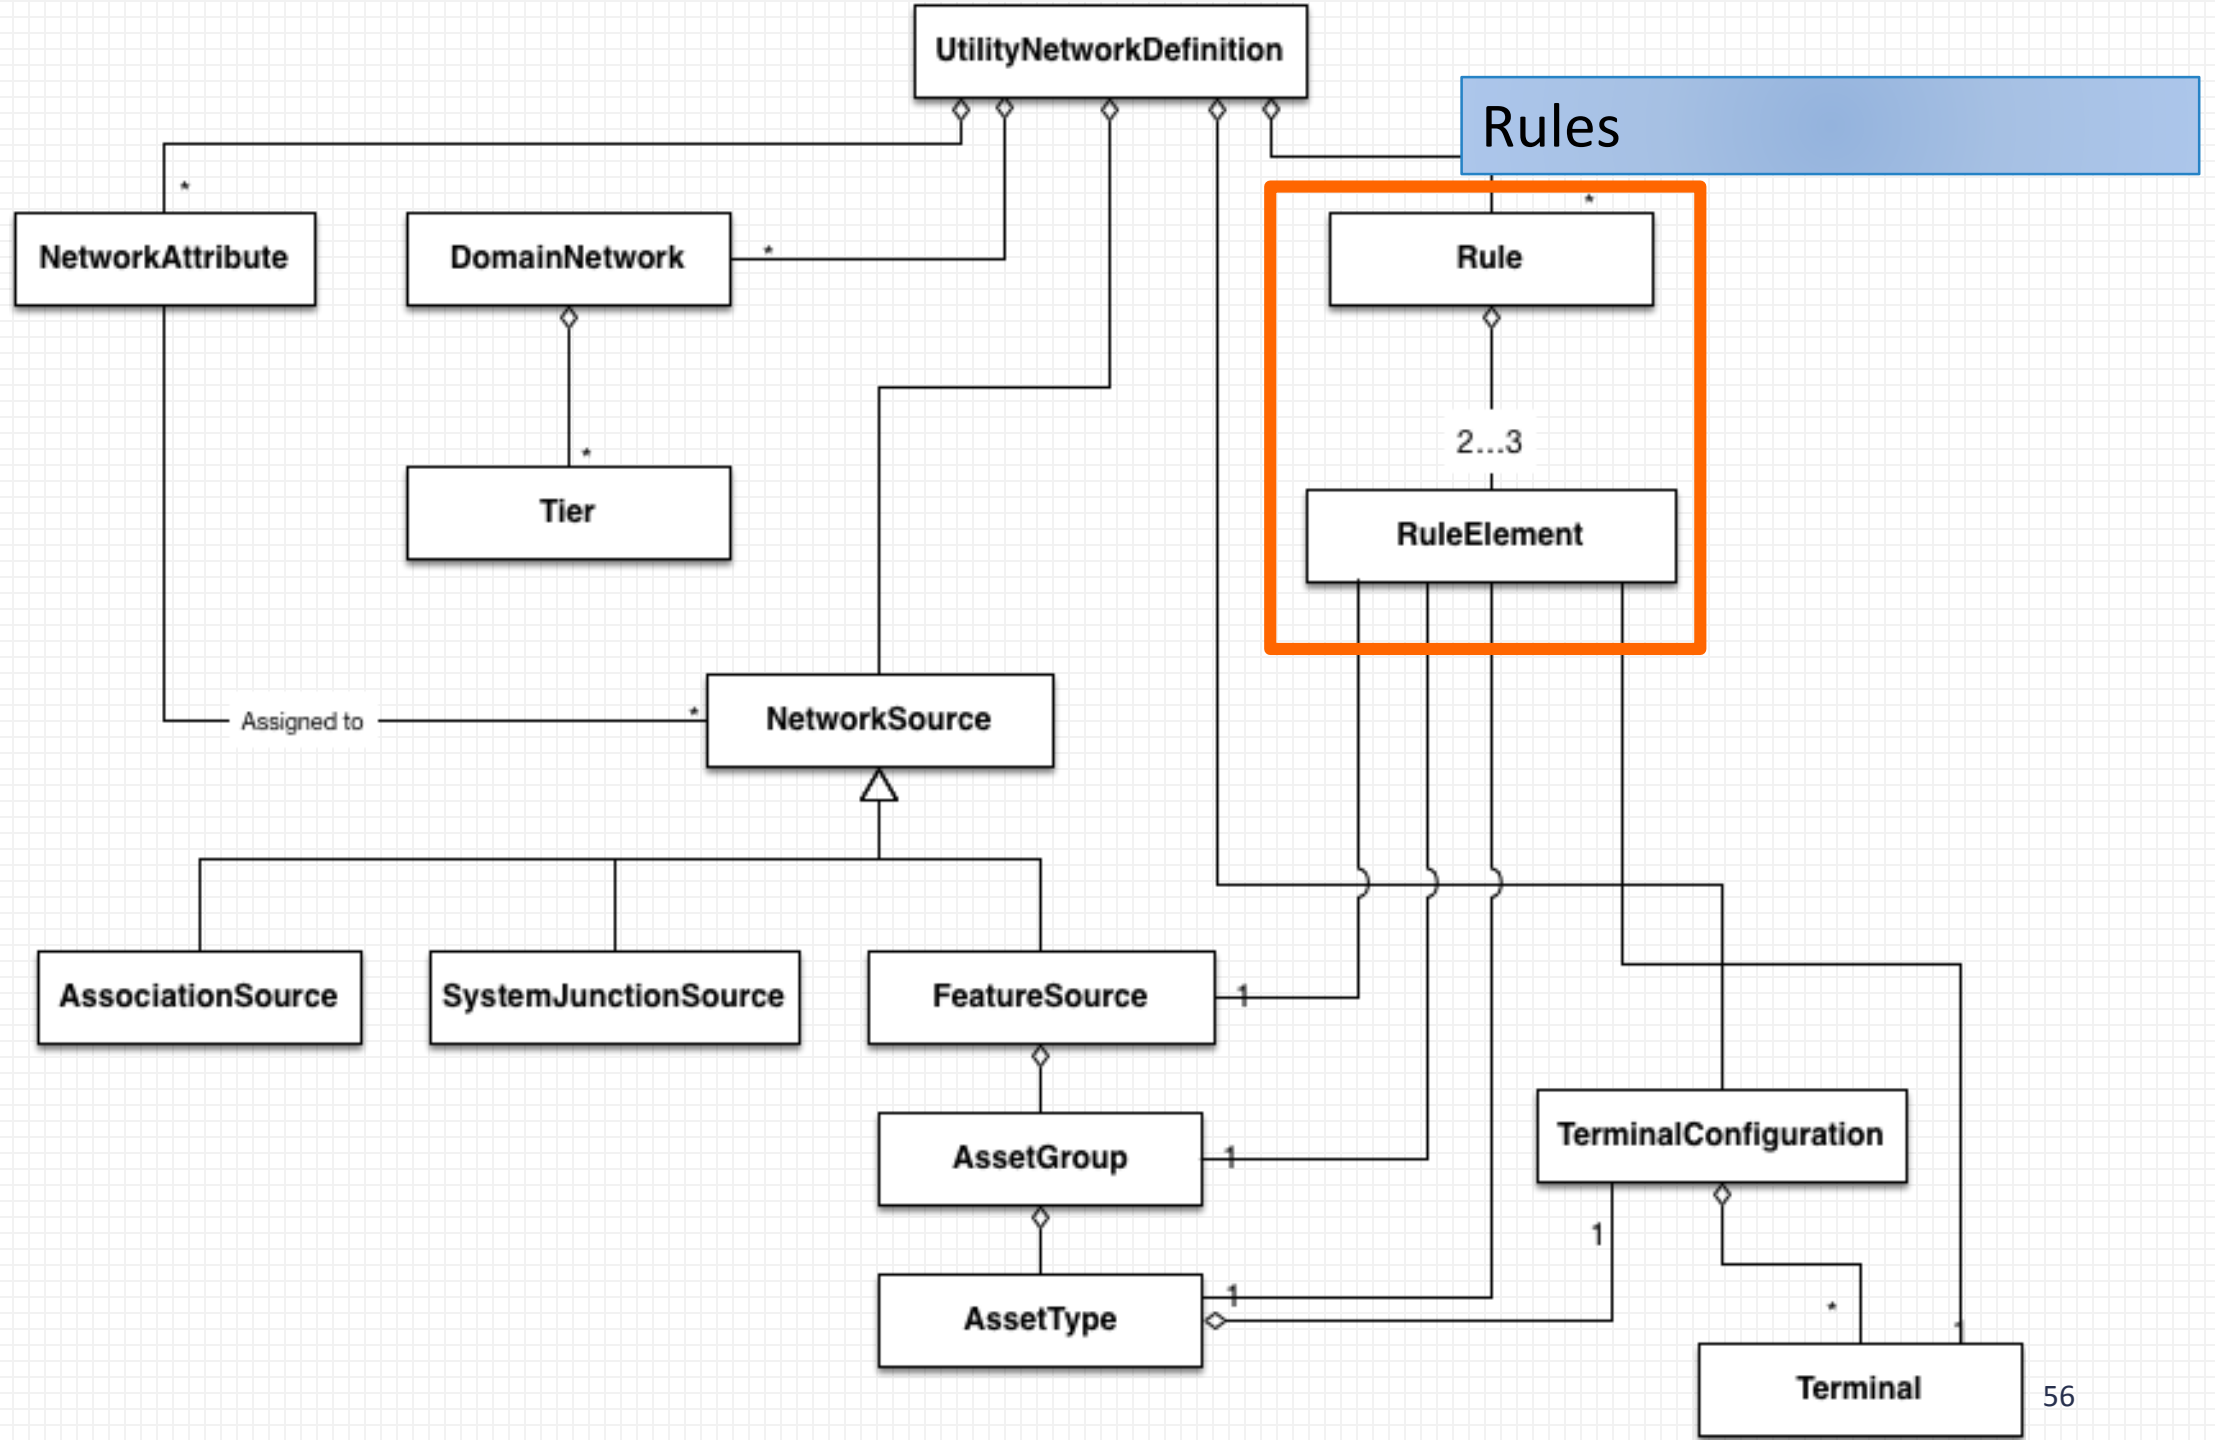 UtilityNetworkDefinition
Rules
*
*
NetworkAttribute
DomainNetwork
*
Rule
2...3
*
Tier
RuleElement
Assigned to
*
NetworkSource
AssociationSource
SystemJunctionSource
FeatureSource
1
AssetGroup
1
TerminalConfiguration
1
1
AssetType
*
1
Terminal
56